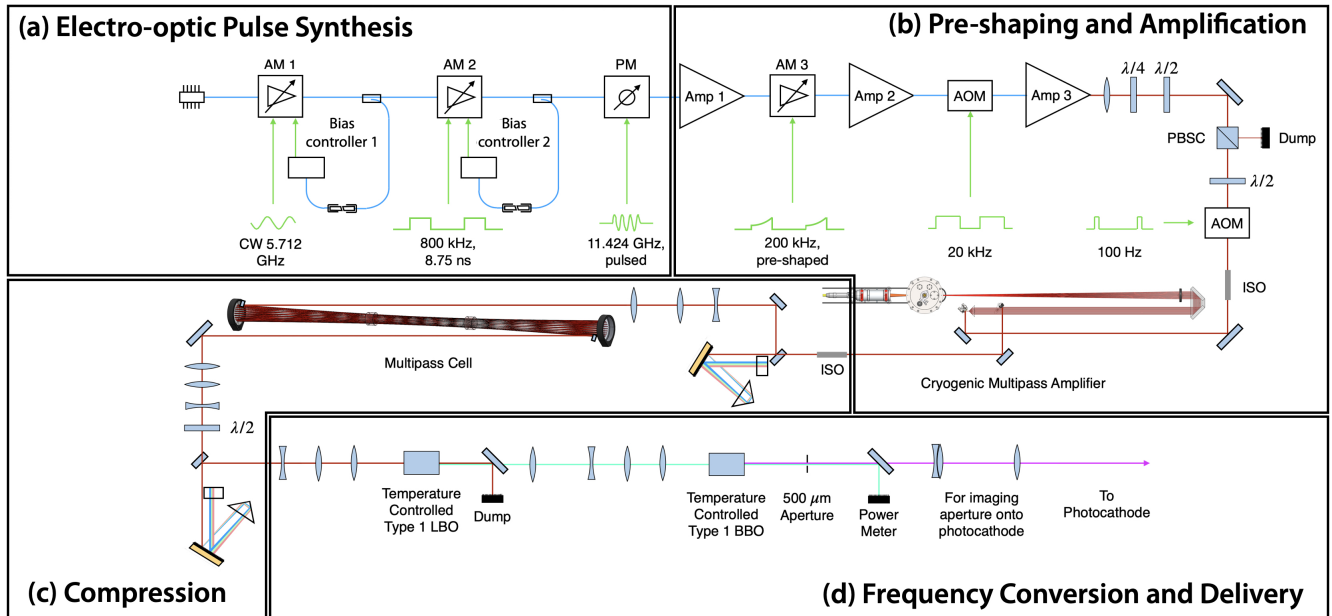 (a) Electro-optic Pulse Synthesis
AM 1
AM 2
PM
Bias
controller 1
Bias
controller 2
CW 5.712
GHz
800 kHz,
8.75 ns
11.424 GHz,
pulsed
(b) Pre-shaping and Amplification
Amp 1
AM 3
Amp 2
AOM
Amp 3
λ/4
λ/2
PBSC
Dump
λ/2
AOM
200 kHz,
pre-shaped
20 kHz
100 Hz
ISO
Cryogenic Multipass Amplifier
Multipass Cell
ISO
λ/2
(c) Compression
Temperature
Controlled
Type 1 LBO
Dump
Temperature
Controlled
Type 1 BBO
500 μm
Aperture
Power
Meter
For imaging
aperture onto
photocathode
To
Photocathode
(d) Frequency Conversion and Delivery